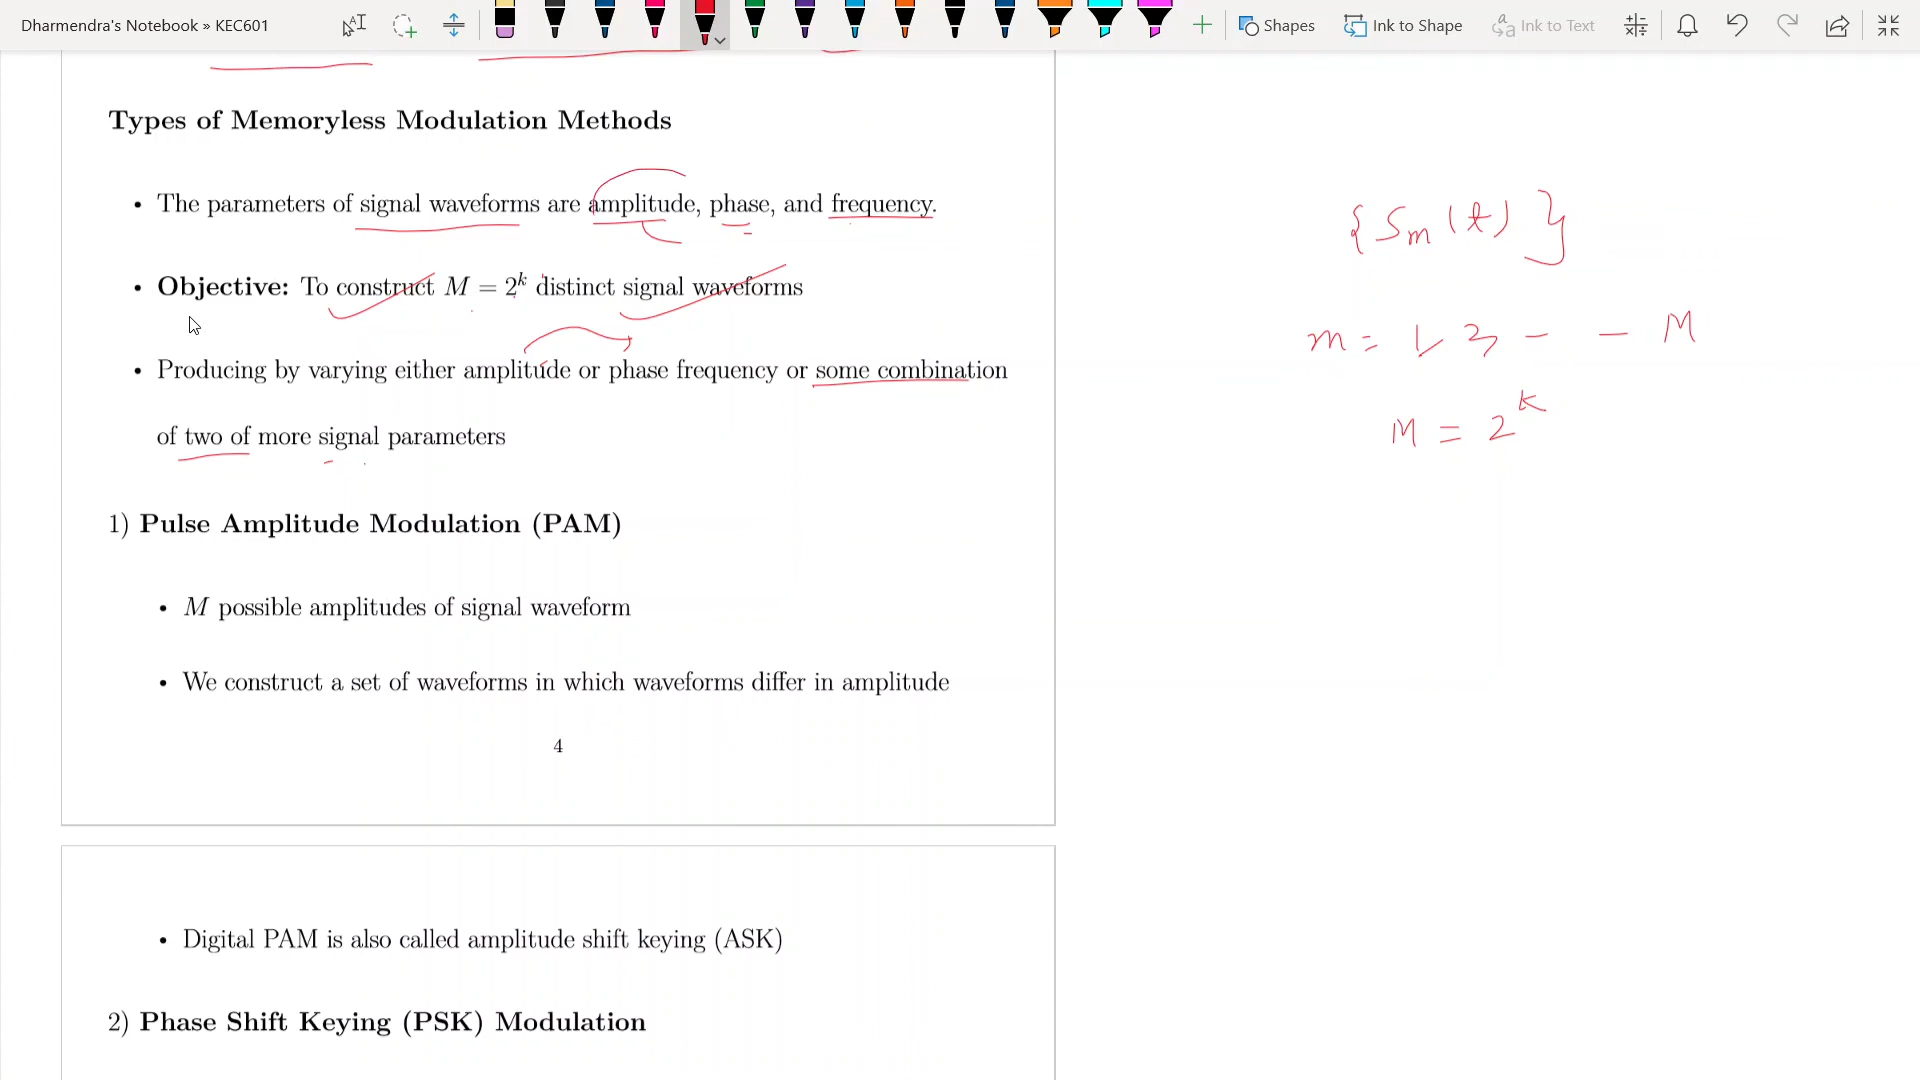 Dharmendra's Notebook » KEC601
Shapes
Ink to Shape
Ink to Text
Types of Memoryless Modulation Methods
• The parameters of signal waveforms are amplitude, phase, and frequency.
• Objective: To construct M = 2^k distinct signal waveforms
• Producing by varying either amplitude or phase frequency or some combination
of two of more signal parameters
1) Pulse Amplitude Modulation (PAM)
• M possible amplitudes of signal waveform
• We construct a set of waveforms in which waveforms differ in amplitude
4
• Digital PAM is also called amplitude shift keying (ASK)
2) Phase Shift Keying (PSK) Modulation
{Sm(t)}
m = 1, 2, - - M
M = 2^k